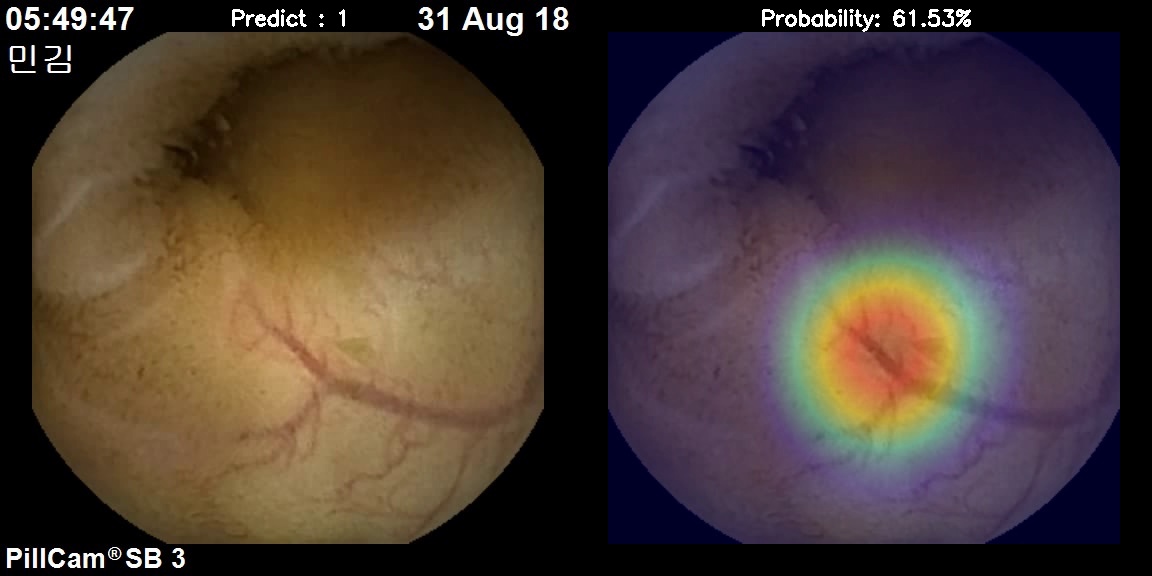 05:49:47
Predict : 1
31 Aug 18
Probability: 61.53%
민김
PillCam® SB 3